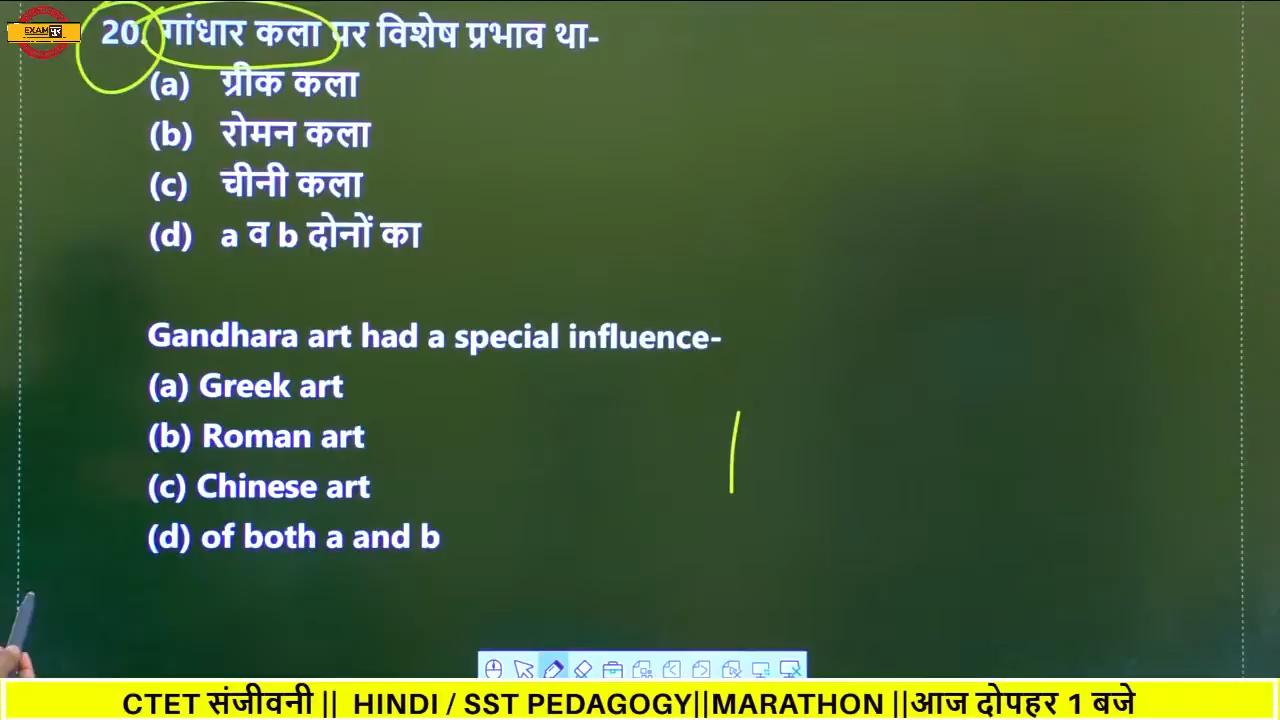 EXAM
20. गांधार कला पर विशेष प्रभाव था-
(a) ग्रीक कला
(b) रोमन कला
(c) चीनी कला
(d) a व b दोनों का
Gandhara art had a special influence-
(a) Greek art
(b) Roman art
(c) Chinese art
(d) of both a and b
CTET संजीवनी || HINDI / SST PEDAGOGY||MARATHON ||आज दोपहर 1 बजे